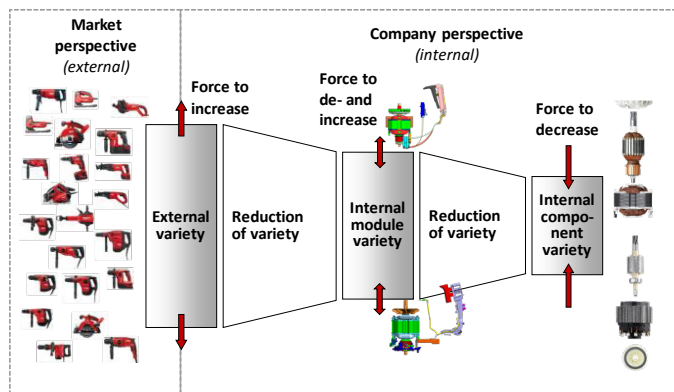 Market
perspective
(external)
Company perspective
(internal)
Force to
increase
Force to
de- and
increase
Force to
decrease
External
variety
Reduction
of variety
Internal
module
variety
Reduction
of variety
Internal
compo-
nent
variety